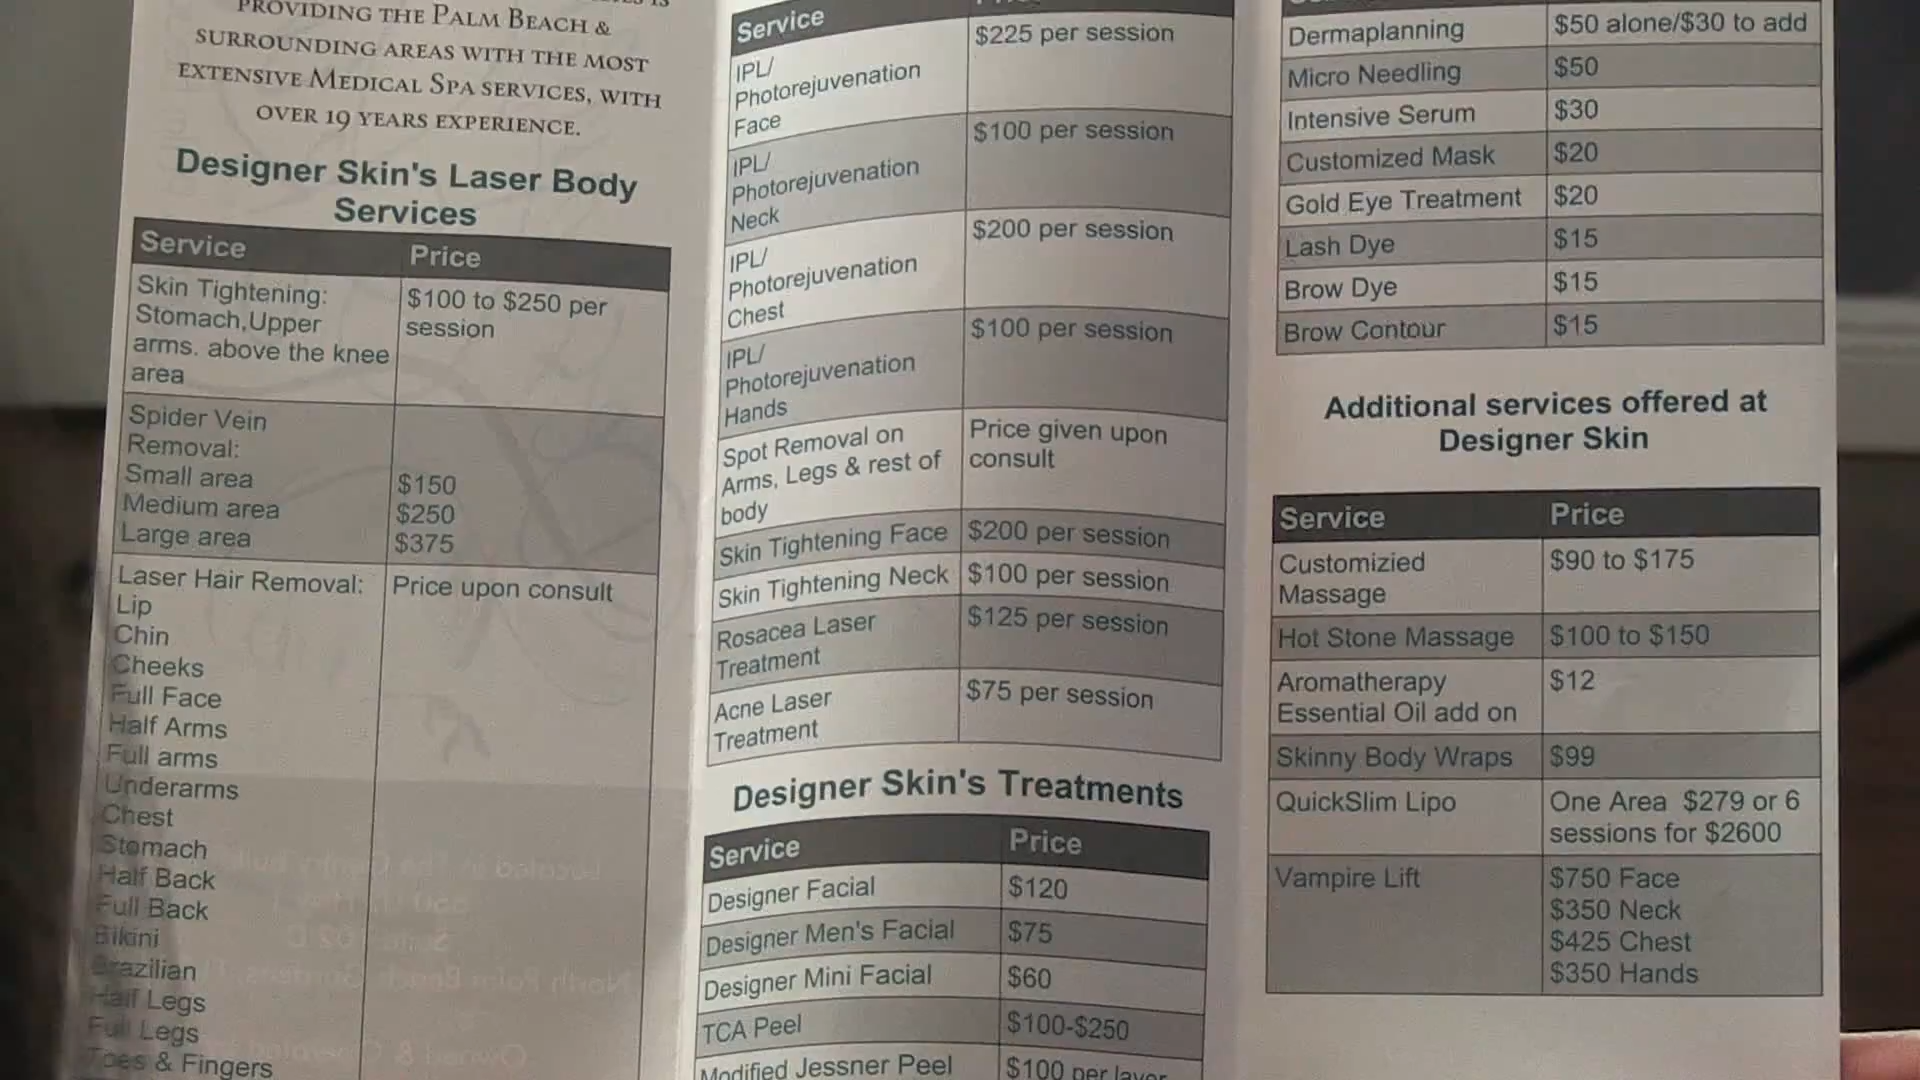 PROVIDING THE PALM BEACH &
SURROUNDING AREAS WITH THE MOST
EXTENSIVE MEDICAL SPA SERVICES, WITH
OVER 19 YEARS EXPERIENCE.
Designer Skin's Laser Body
Services
Service Price
Skin Tightening: $100 to $250 per
Stomach,Upper session
arms. above the knee
area
Spider Vein
Removal:
Small area $150
Medium area $250
Large area $375
Laser Hair Removal: Price upon consult
Lip
Chin
Cheeks
Full Face
Half Arms
Full arms
Underarms
Chest
Stomach
Half Back
Full Back
Bikini
Brazilian
Half Legs
Full Legs
Toes & Fingers
Service
IPL/ $225 per session
Photorejuvenation
Face
IPL/ $100 per session
Photorejuvenation
Neck
IPL/ $200 per session
Photorejuvenation
Chest
IPL/ $100 per session
Photorejuvenation
Hands
Spot Removal on Price given upon
Arms, Legs & rest of consult
body
Skin Tightening Face $200 per session
Skin Tightening Neck $100 per session
Rosacea Laser $125 per session
Treatment
Acne Laser $75 per session
Treatment
Designer Skin's Treatments
Service Price
Designer Facial $120
Designer Men's Facial $75
Designer Mini Facial $60
TCA Peel $100-$250
Modified Jessner Peel $100 per layer
Dermaplanning $50 alone/$30 to add
Micro Needling $50
Intensive Serum $30
Customized Mask $20
Gold Eye Treatment $20
Lash Dye $15
Brow Dye $15
Brow Contour $15
Additional services offered at
Designer Skin
Service Price
Customizied $90 to $175
Massage
Hot Stone Massage $100 to $150
Aromatherapy $12
Essential Oil add on
Skinny Body Wraps $99
QuickSlim Lipo One Area $279 or 6
sessions for $2600
Vampire Lift $750 Face
$350 Neck
$425 Chest
$350 Hands